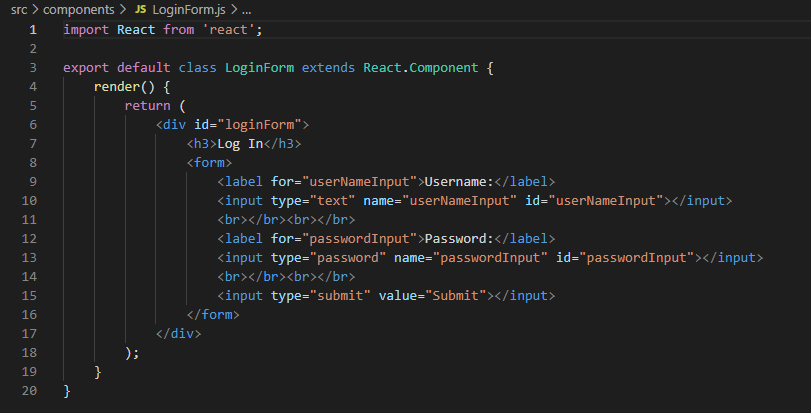 src > components > JS LoginForm.js > ...
1 import React from 'react';
2
3 export default class LoginForm extends React.Component {
4     render() {
5         return (
6             <div id="loginForm">
7                 <h3>Log In</h3>
8                 <form>
9                     <label for="userNameInput">Username:</label>
10                     <input type="text" name="userNameInput" id="userNameInput"></input>
11                     <br></br><br></br>
12                     <label for="passwordInput">Password:</label>
13                     <input type="password" name="passwordInput" id="passwordInput"></input>
14                     <br></br><br></br>
15                     <input type="submit" value="Submit"></input>
16                 </form>
17             </div>
18         );
19     }
20 }